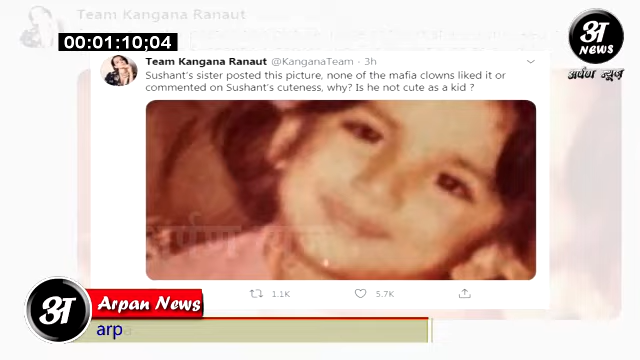 Team Kangana Ranaut
00:01:10;04
Team Kangana Ranaut @KanganaTeam · 3h
Sushant's sister posted this picture, none of the mafia clowns liked it or
commented on Sushant's cuteness, why? Is he not cute as a kid ?
1.1K
5.7K
अ
NEWS
अर्पण न्यूज़
अ
Arpan News
arpa